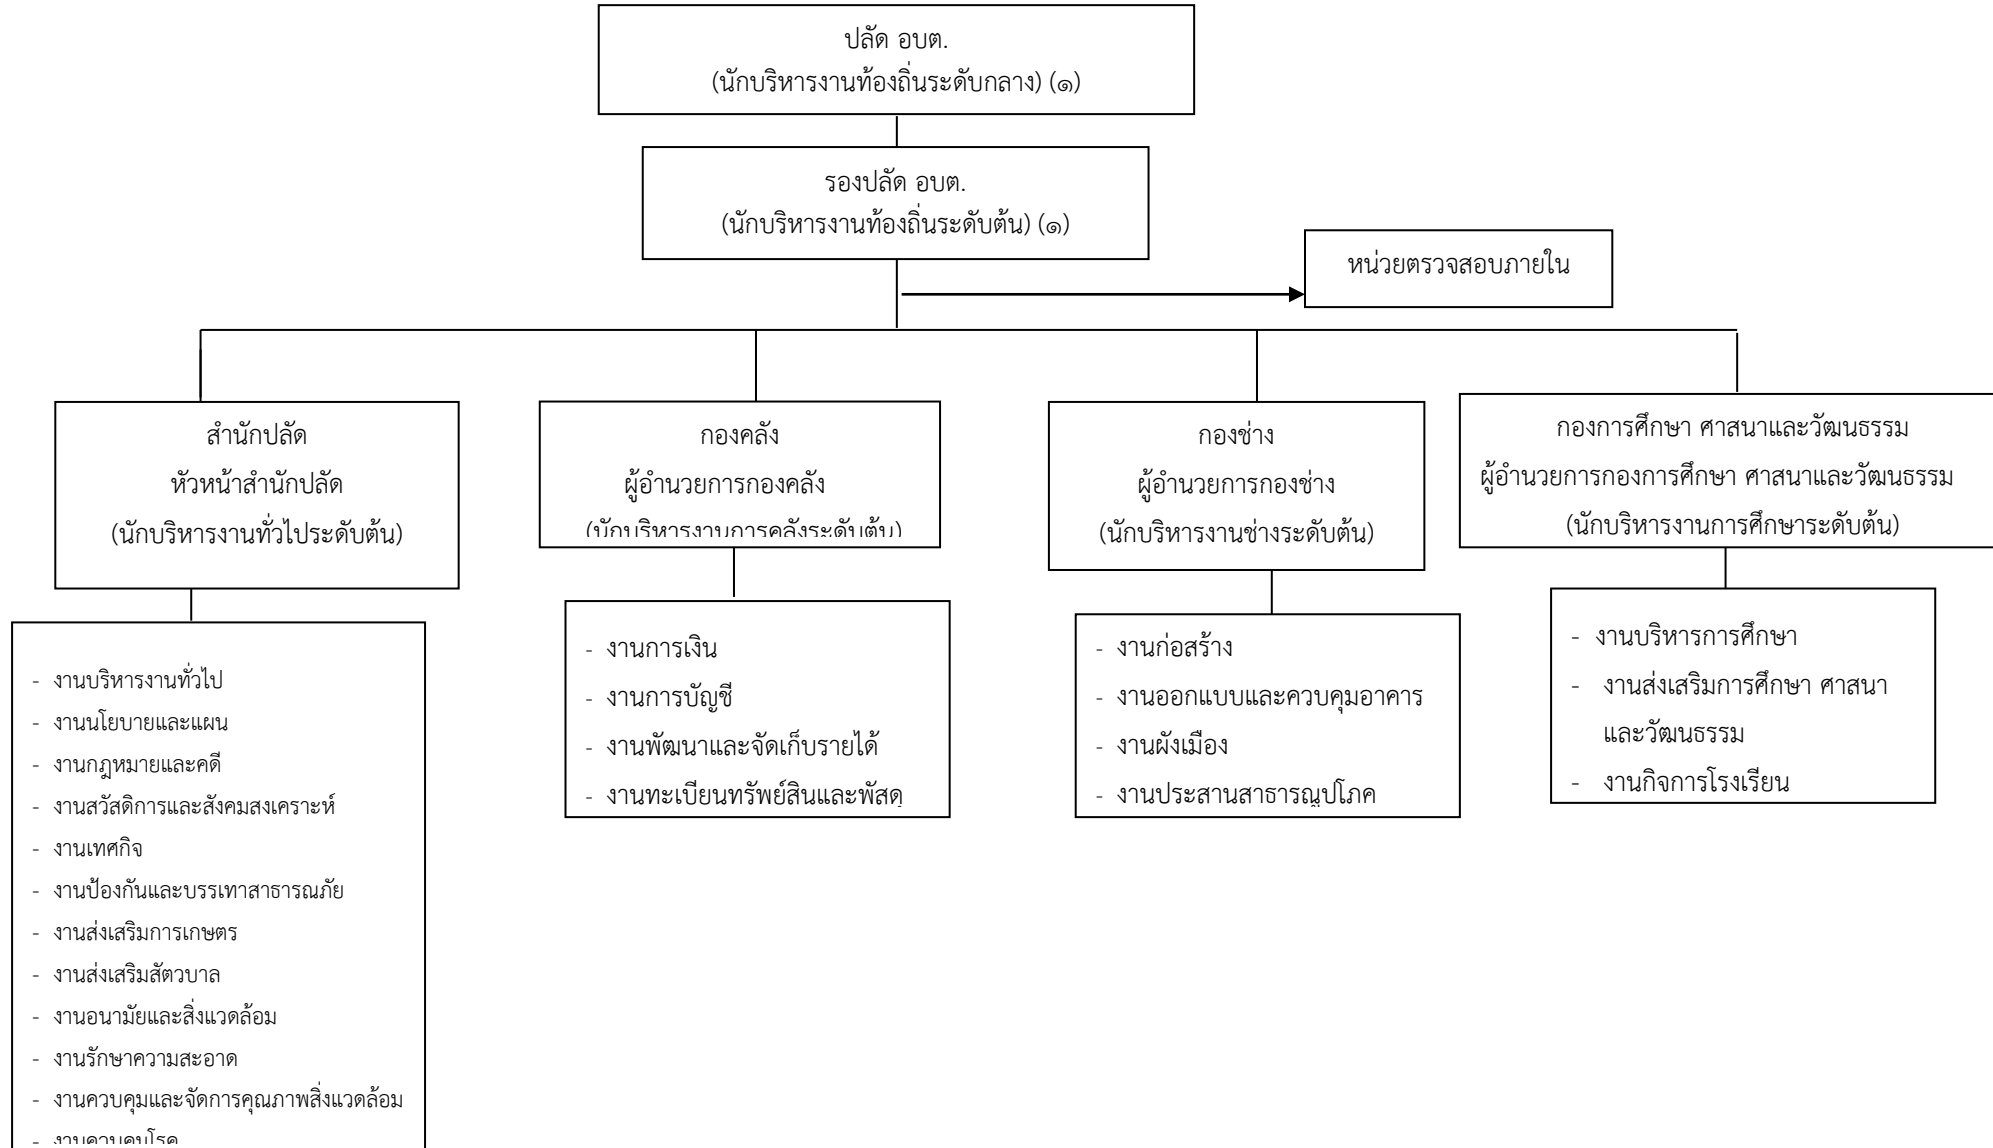 ปลัด อบต.
(นักบริหารงานท้องถิ่นระดับกลาง) (๑)
รองปลัด อบต.
(นักบริหารงานท้องถิ่นระดับต้น) (๑)
หน่วยตรวจสอบภายใน
สำนักปลัด
หัวหน้าสำนักปลัด
(นักบริหารงานทั่วไประดับต้น)
กองคลัง
ผู้อำนวยการกองคลัง
(นักบริหารงานการคลังระดับต้น)
กองช่าง
ผู้อำนวยการกองช่าง
(นักบริหารงานช่างระดับต้น)
กองการศึกษา ศาสนาและวัฒนธรรม
ผู้อำนวยการกองการศึกษา ศาสนาและวัฒนธรรม
(นักบริหารงานการศึกษาระดับต้น)
- งานบริหารงานทั่วไป
- งานนโยบายและแผน
- งานกฎหมายและคดี
- งานสวัสดิการและสังคมสงเคราะห์
- งานเทศกิจ
- งานป้องกันและบรรเทาสาธารณภัย
- งานส่งเสริมการเกษตร
- งานส่งเสริมสัตวบาล
- งานอนามัยและสิ่งแวดล้อม
- งานรักษาความสะอาด
- งานควบคุมและจัดการคุณภาพสิ่งแวดล้อม
- งานควบคุมโรค
- งานการเงิน
- งานการบัญชี
- งานพัฒนาและจัดเก็บรายได้
- งานทะเบียนทรัพย์สินและพัสดุ
- งานก่อสร้าง
- งานออกแบบและควบคุมอาคาร
- งานผังเมือง
- งานประสานสาธารณูปโภค
- งานบริหารการศึกษา
- งานส่งเสริมการศึกษา ศาสนา
และวัฒนธรรม
- งานกิจการโรงเรียน